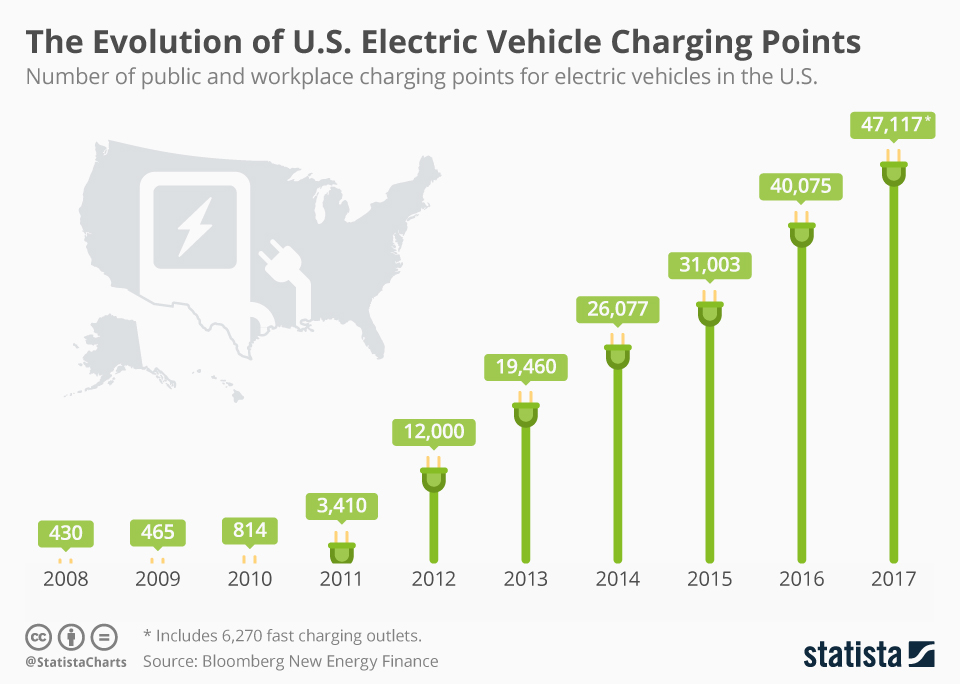 The Evolution of U.S. Electric Vehicle Charging Points
Number of public and workplace charging points for electric vehicles in the U.S.
47,117*
40,075
31,003
26,077
19,460
12,000
3,410
814
465
430
2008 2009 2010 2011 2012 2013 2014 2015 2016 2017
cc
@StatistaCharts
* Includes 6,270 fast charging outlets.
Source: Bloomberg New Energy Finance
statista